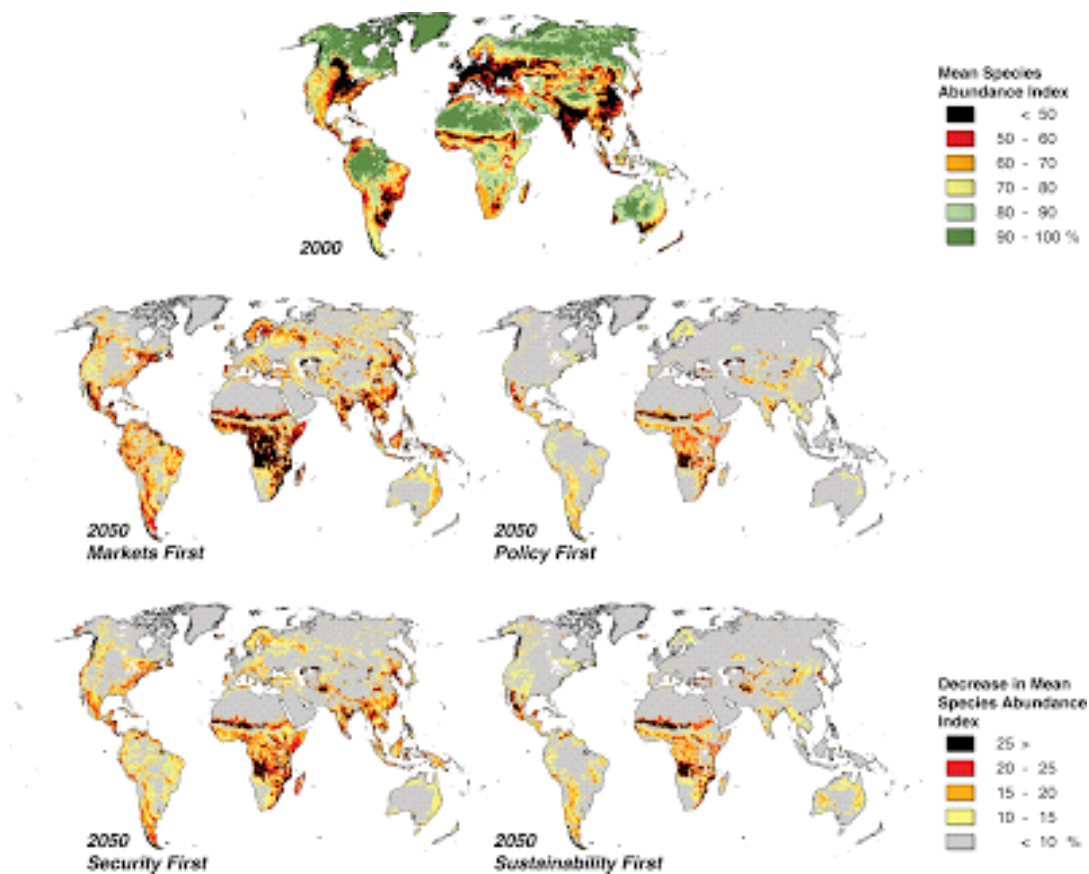 Mean Species
Abundance Index
< 50
50 - 60
60 - 70
70 - 80
80 - 90
90 - 100 %
2000
2050
Markets First
2050
Policy First
2050
Security First
2050
Sustainability First
Decrease in Mean
Species Abundance
Index
25 >
20 - 25
15 - 20
10 - 15
< 10 %